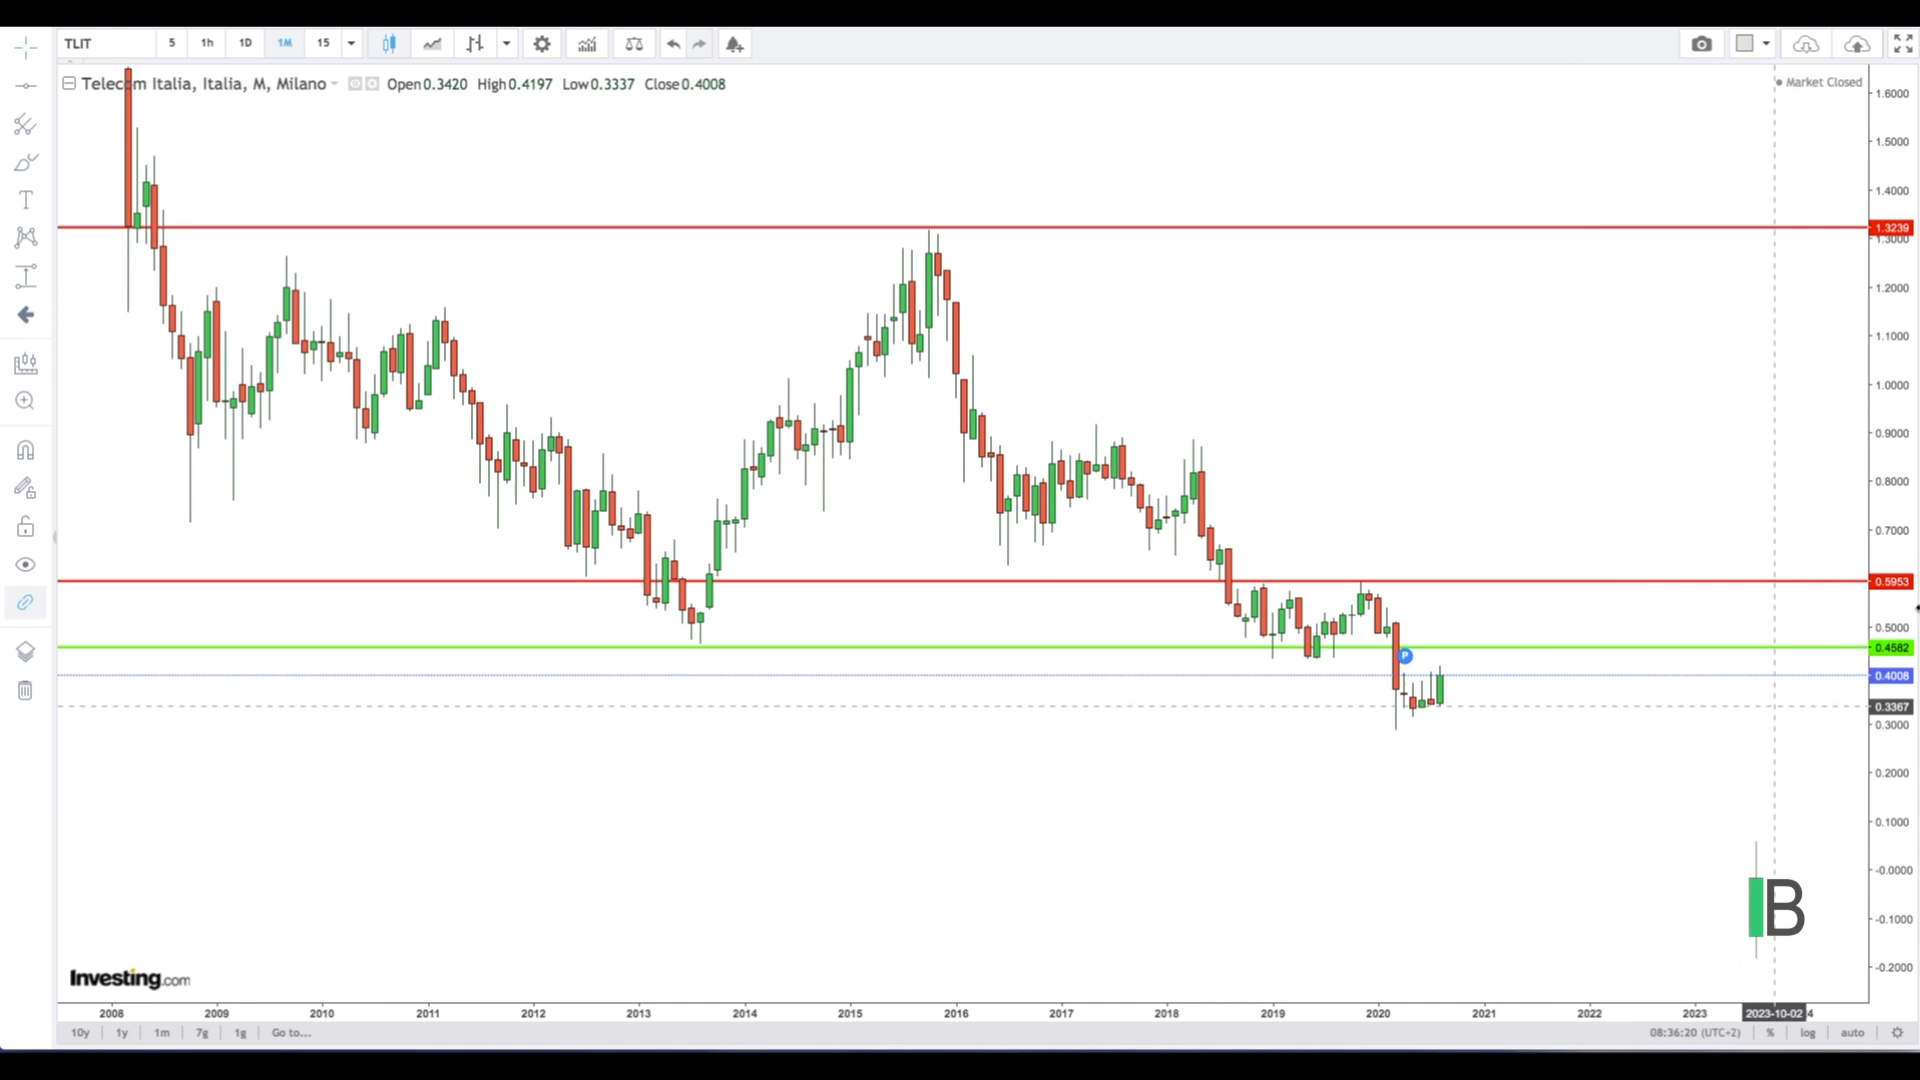 TLIT 5 1h 1D 1M 15
Telecom Italia, Italia, M, Milano Open 0.3420 High 0.4197 Low 0.3337 Close 0.4008
Market Closed
1.6000
1.5000
1.4000
1.3239
1.3000
1.2000
1.1000
1.0000
0.9000
0.8000
0.7000
0.5953
0.5000
0.4582
P
0.4008
0.3367
0.3000
0.2000
0.1000
-0.0000
B
-0.1000
-0.2000
Investing.com
2008 2009 2010 2011 2012 2013 2014 2015 2016 2017 2018 2019 2020 2021 2022 2023 2023-10-02 4
10y 1y 1m 7g 1g Go to... 08:36:20 (UTC+2) % log auto